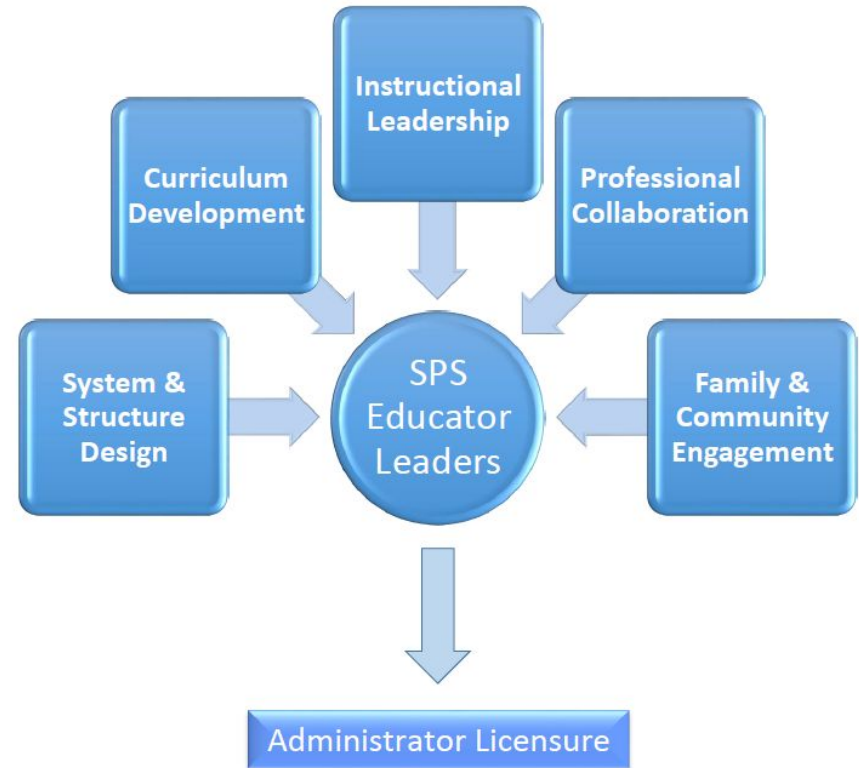 Instructional
Leadership
Curriculum
Development
Professional
Collaboration
System &
Structure
Design
SPS
Educator
Leaders
Family &
Community
Engagement
Administrator Licensure